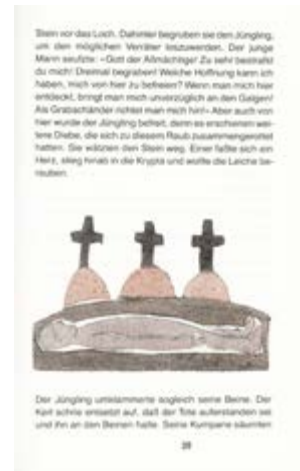 Stein vor das Loch. Dahinter begruben sie den Jüngling,
um den möglichen Verräter loszuwerden. Der junge
Mann seufzte: «Gott der Allmächtige! Zu sehr bestrafst
du mich! Dreimal begraben! Welche Hoffnung kann ich
haben, mich von hier zu befreien? Wenn man mich hier
entdeckt, bringt man mich unverzüglich an den Galgen!
Als Grabschänder richtet man mich hin!» Aber auch von
hier wurde der Jüngling befreit, denn es erschienen wei-
tere Diebe, die sich zu diesem Raub zusammengerottet
hatten. Sie wälzten den Stein weg. Einer faßte sich ein
Herz, stieg hinab in die Krypta und wollte die Leiche be-
rauben.
Der Jüngling umklammerte sogleich seine Beine. Der
Kerl schrie entsetzt auf, daß der Tote auferstanden sei
und ihn an den Beinen halte. Seine Kumpane säumten